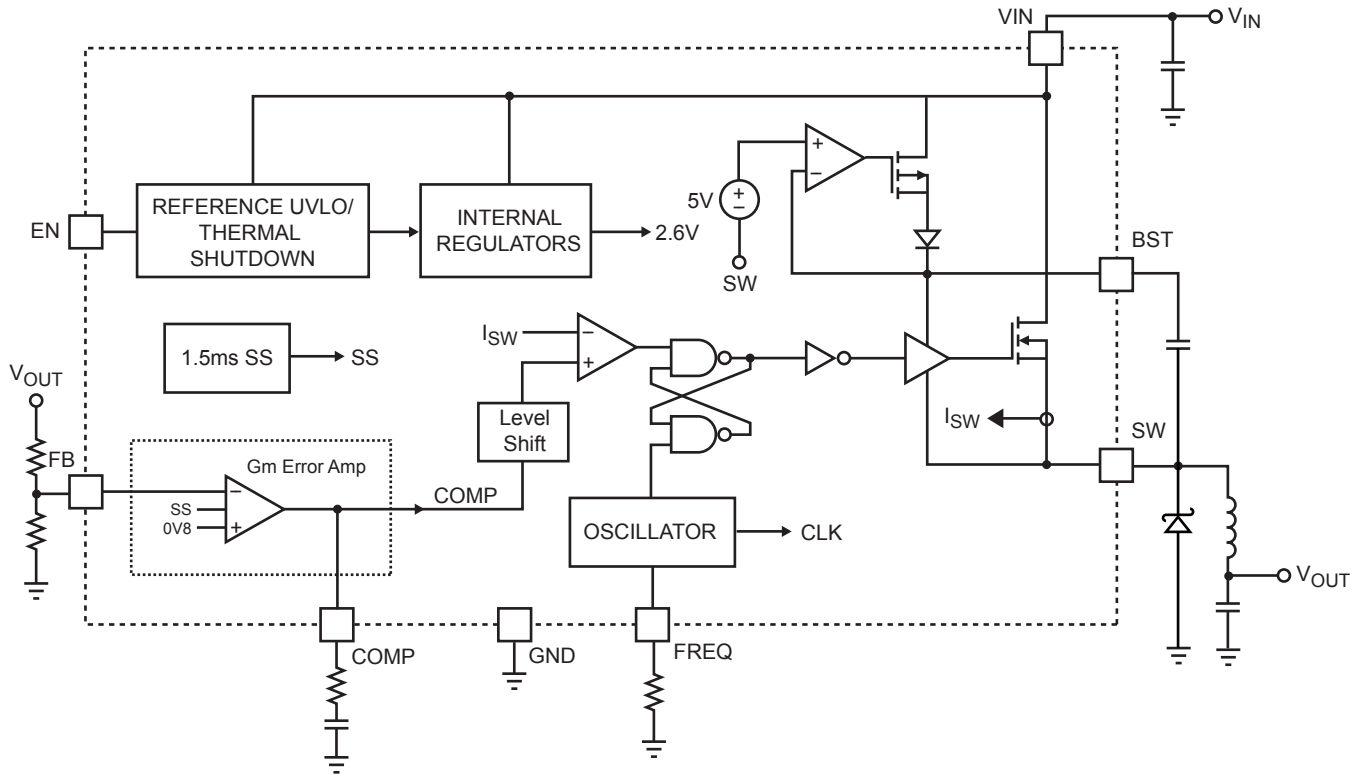 VIN
V_IN
REFERENCE UVLO/
THERMAL
SHUTDOWN
INTERNAL
REGULATORS
2.6V
EN
+
−
5V
+
−
SW
BST
1.5ms SS
SS
I_SW
−
+
V_OUT
Level
Shift
I_SW
SW
FB
Gm Error Amp
−
SS
0V8
+
COMP
OSCILLATOR
CLK
V_OUT
COMP
GND
FREQ